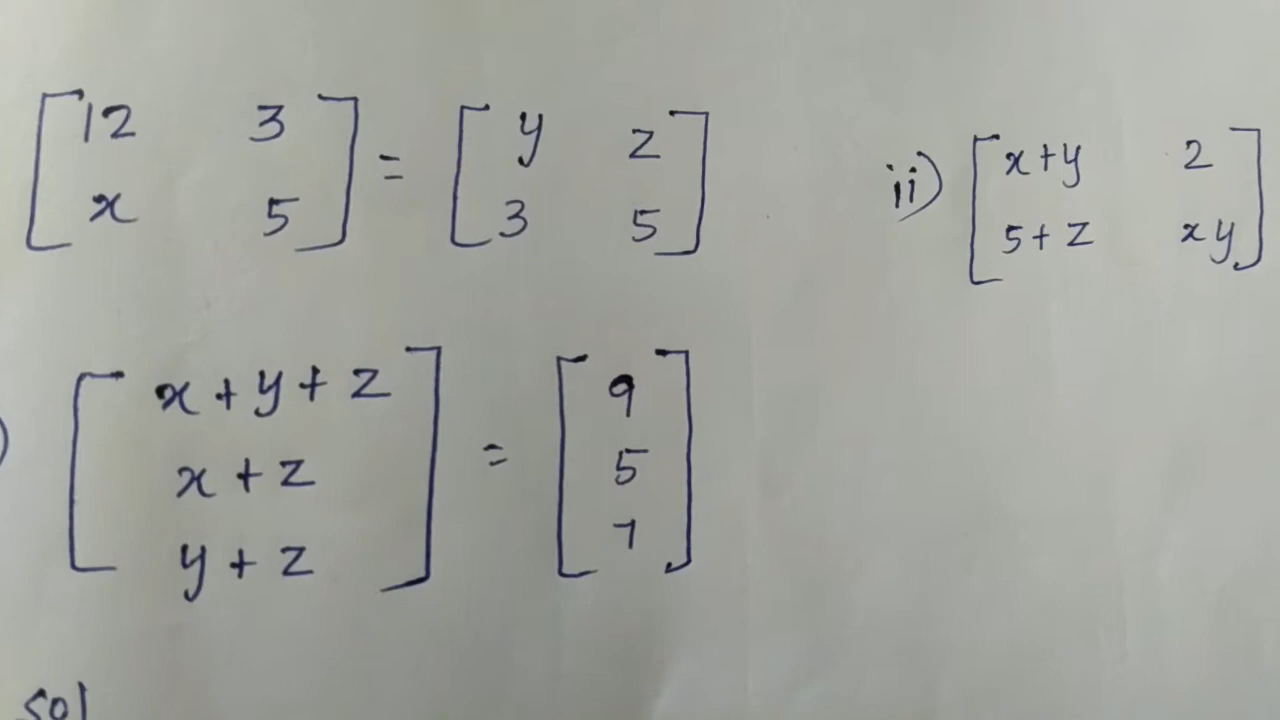 [12 3] = [y z]
[x 5] [3 5]
ii) [x+y 2]
[5+z xy]
) [x+y+z] = [9]
[x+z] [5]
[y+z] [7]
sol